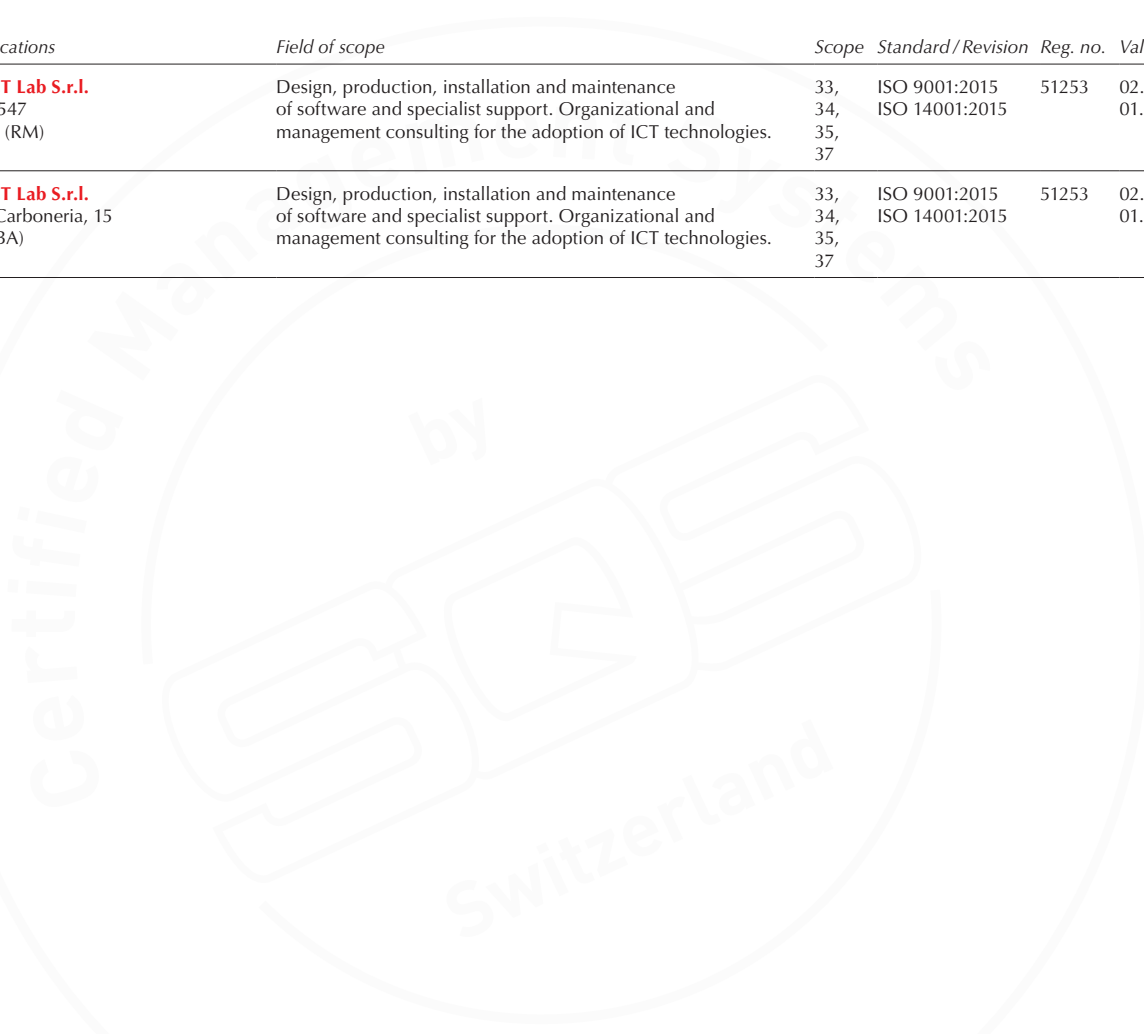 cations Field of scope Scope Standard / Revision Reg. no. Val
T Lab S.r.l. Design, production, installation and maintenance 33, ISO 9001:2015 51253 02.
547 of software and specialist support. Organizational and 34, ISO 14001:2015 01.
(RM) management consulting for the adoption of ICT technologies. 35,
37
T Lab S.r.l. Design, production, installation and maintenance 33, ISO 9001:2015 51253 02.
Carboneria, 15 of software and specialist support. Organizational and 34, ISO 14001:2015 01.
BA) management consulting for the adoption of ICT technologies. 35,
37
Certified Management Systems
by
SQS
Switzerland